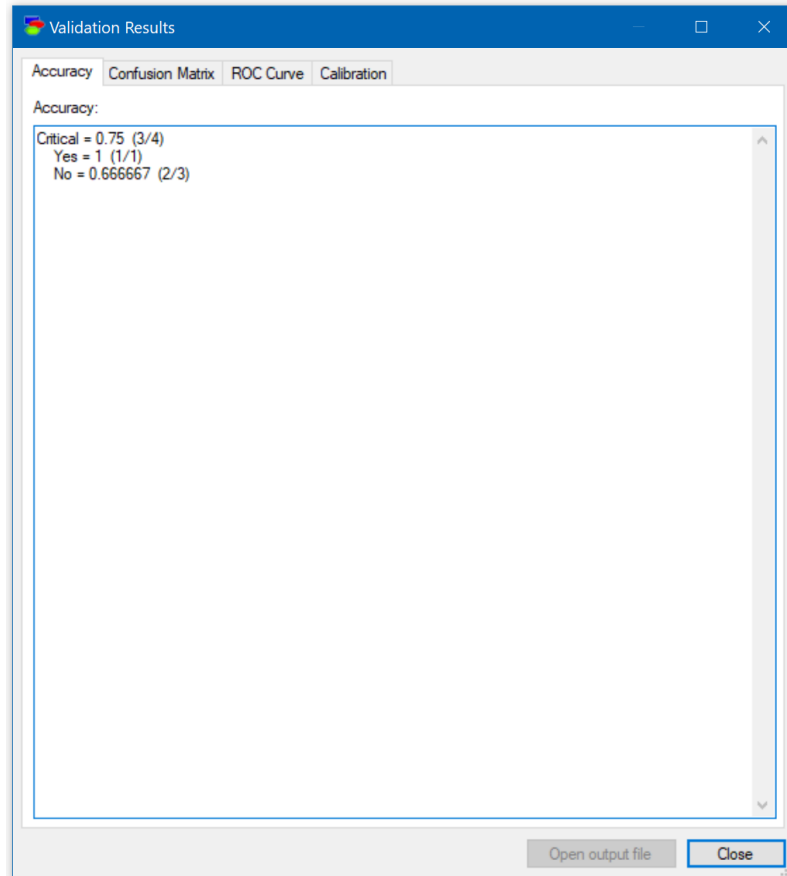 Validation Results
Accuracy Confusion Matrix ROC Curve Calibration
Accuracy:
Critical = 0.75 (3/4)
Yes = 1 (1/1)
No = 0.666667 (2/3)
Open output file Close